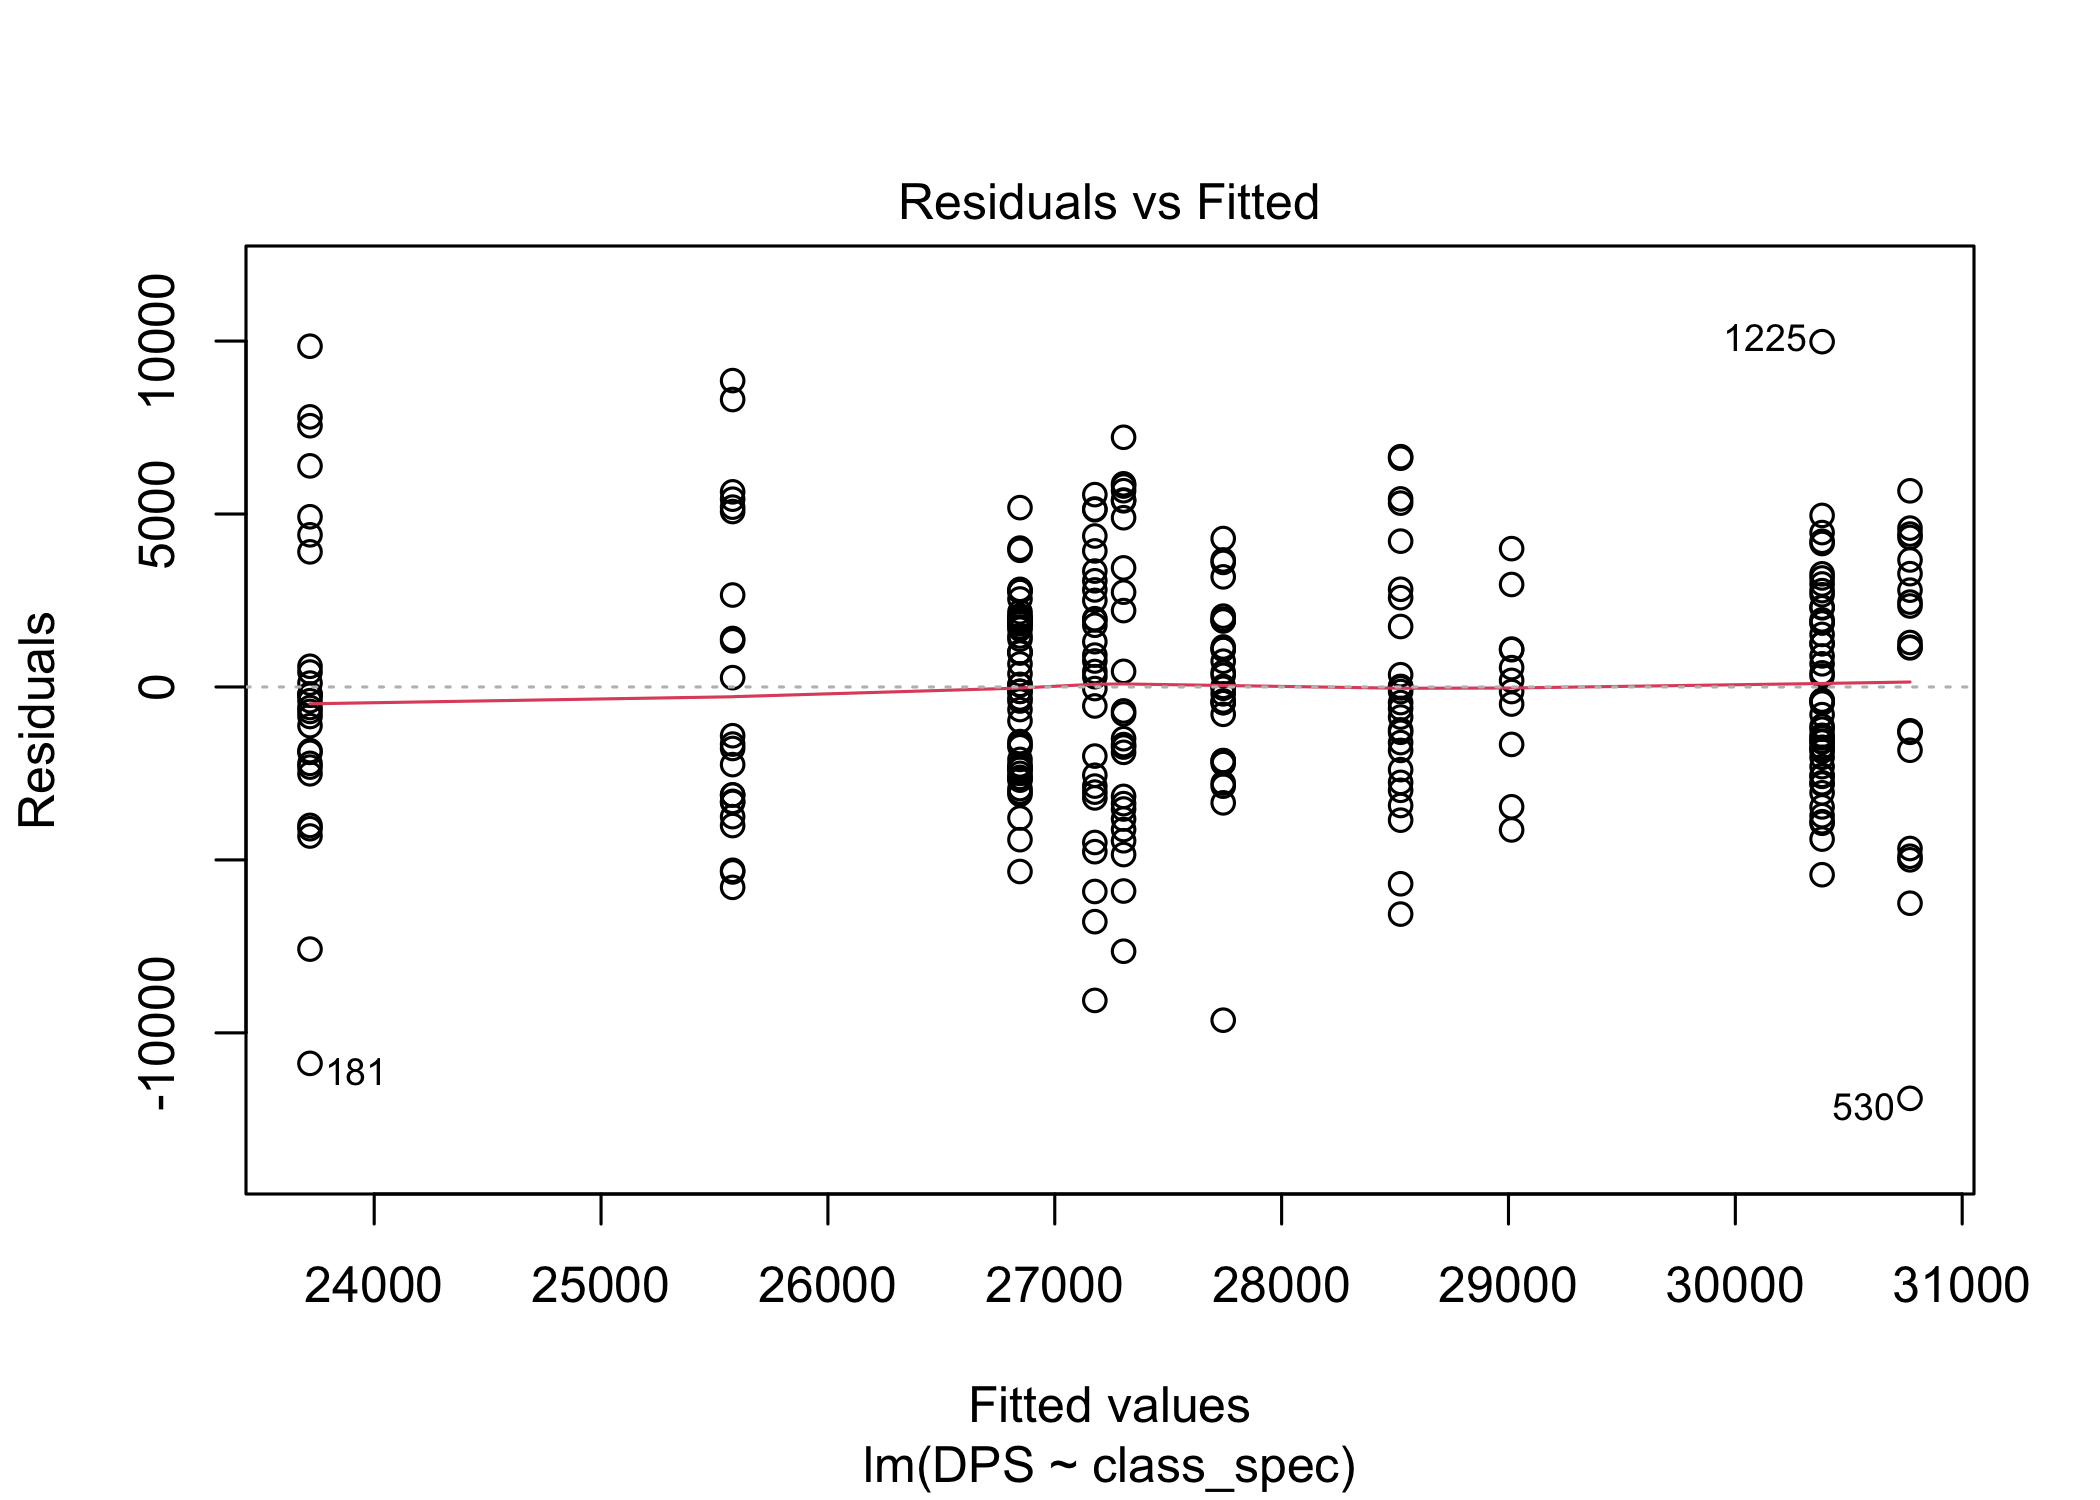 Residuals vs Fitted
10000
5000
0
-10000
Residuals
1225
181
530
24000 25000 26000 27000 28000 29000 30000 31000
Fitted values
lm(DPS ~ class_spec)